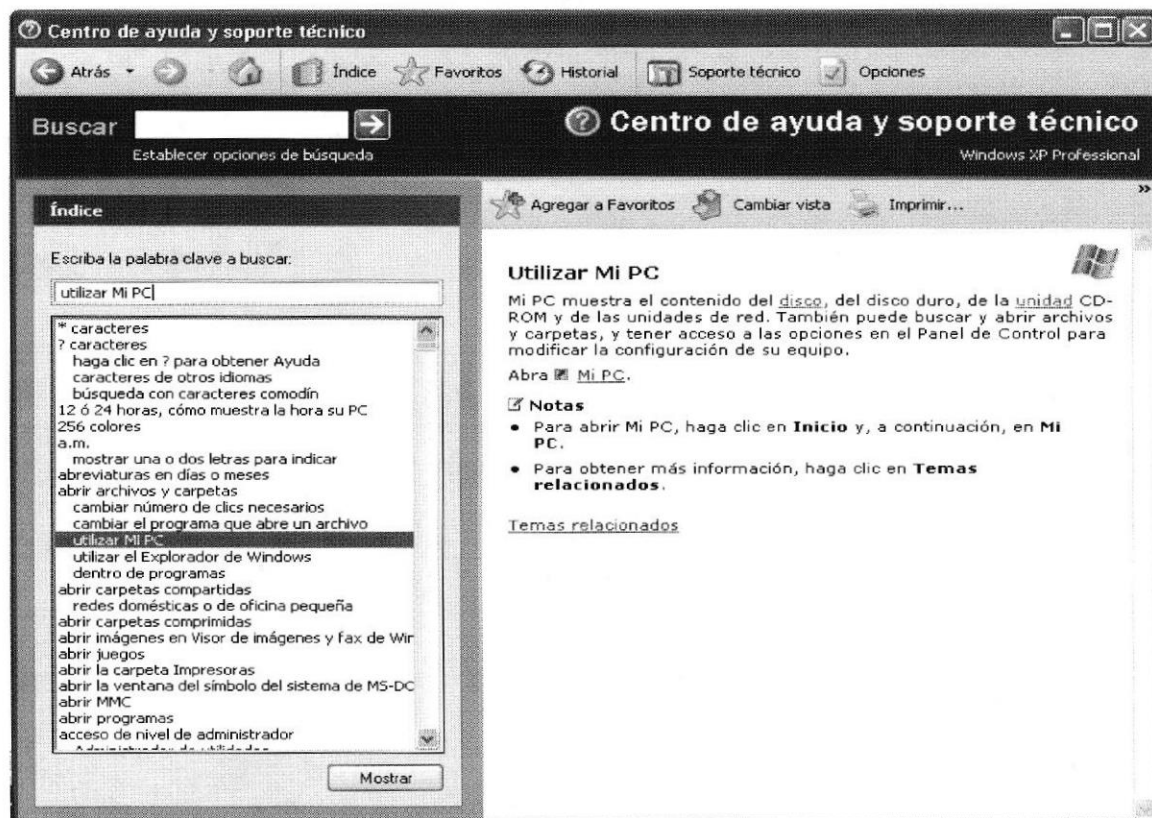 Centro de ayuda y soporte técnico
Atrás
Índice
Favoritos
Historial
Soporte técnico
Opciones
Buscar
Establecer opciones de búsqueda
Centro de ayuda y soporte técnico
Windows XP Professional
Índice
Escriba la palabra clave a buscar:
utilizar Mi PC
* caracteres
? caracteres
haga clic en ? para obtener Ayuda
caracteres de otros idiomas
búsqueda con caracteres comodín
12 ó 24 horas, cómo muestra la hora su PC
256 colores
a.m.
mostrar una o dos letras para indicar
abreviaturas en días o meses
abrir archivos y carpetas
cambiar número de clics necesarios
cambiar el programa que abre un archivo
utilizar Mi PC
utilizar el Explorador de Windows
dentro de programas
abrir carpetas compartidas
redes domésticas o de oficina pequeña
abrir carpetas comprimidas
abrir imágenes en Visor de imágenes y fax de Wir
abrir juegos
abrir la carpeta Impresoras
abrir la ventana del símbolo del sistema de MS-DC
abrir MMC
abrir programas
acceso de nivel de administrador
Mostrar
Agregar a Favoritos
Cambiar vista
Imprimir...
»
Utilizar Mi PC
Mi PC muestra el contenido del disco, del disco duro, de la unidad CD-
ROM y de las unidades de red. También puede buscar y abrir archivos
y carpetas, y tener acceso a las opciones en el Panel de Control para
modificar la configuración de su equipo.
Abra Mi PC.
Notas
• Para abrir Mi PC, haga clic en Inicio y, a continuación, en Mi
PC.
• Para obtener más información, haga clic en Temas
relacionados.
Temas relacionados